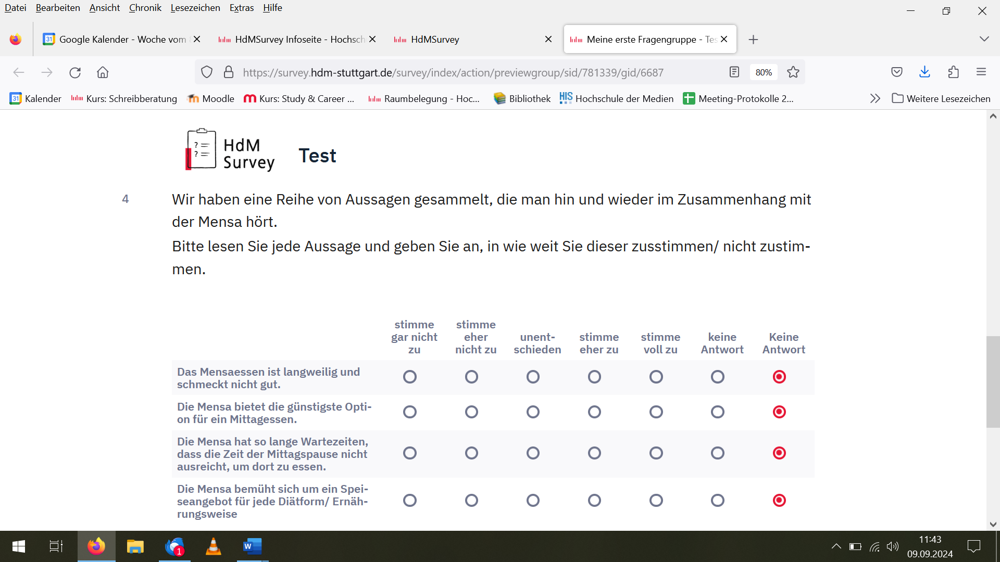 Datei Bearbeiten Ansicht Chronik Lesezeichen Extras Hilfe
31 Google Kalender - Woche vom
HdMSurvey Infoseite - Hochsch
HdMSurvey
Meine erste Fragengruppe - Tes
https://survey.hdm-stuttgart.de/survey/index/action/previewgroup/sid/781339/gid/6687 80%
31 Kalender Kurs: Schreibberatung Moodle Kurs: Study & Career ... Raumbelegung - Hoc... Bibliothek HIS Hochschule der Medien Meeting-Protokolle 2... Weitere Lesezeichen
? ?
HdM
Survey
Test
4
Wir haben eine Reihe von Aussagen gesammelt, die man hin und wieder im Zusammenhang mit
der Mensa hört.
Bitte lesen Sie jede Aussage und geben Sie an, in wie weit Sie dieser zusstimmen/ nicht zustim-
men.
stimme gar nicht zu
stimme eher nicht zu
unent-schieden
stimme eher zu
stimme voll zu
keine Antwort
Keine Antwort
Das Mensaessen ist langweilig und
schmeckt nicht gut.
Die Mensa bietet die günstigste Opti-
on für ein Mittagessen.
Die Mensa hat so lange Wartezeiten,
dass die Zeit der Mittagspause nicht
ausreicht, um dort zu essen.
Die Mensa bemüht sich um ein Spei-
seangebot für jede Diätform/ Ernäh-
rungsweise
1
W
11:43
09.09.2024